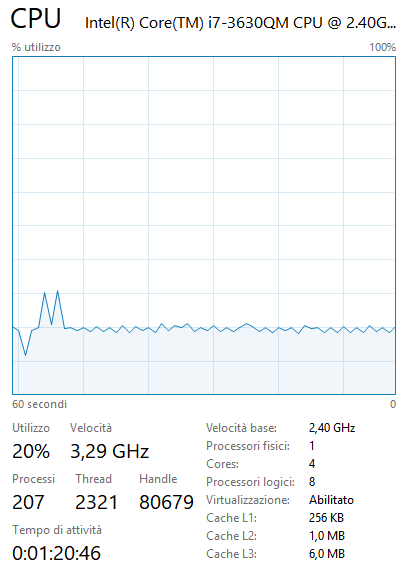 CPU Intel(R) Core(TM) i7-3630QM CPU @ 2.40G...
% utilizzo 100%
60 secondi 0
Utilizzo Velocità
20% 3,29 GHz
Processi Thread Handle
207 2321 80679
Tempo di attività
0:01:20:46
Velocità base: 2,40 GHz
Processori fisici: 1
Cores: 4
Processori logici: 8
Virtualizzazione: Abilitato
Cache L1: 256 KB
Cache L2: 1,0 MB
Cache L3: 6,0 MB